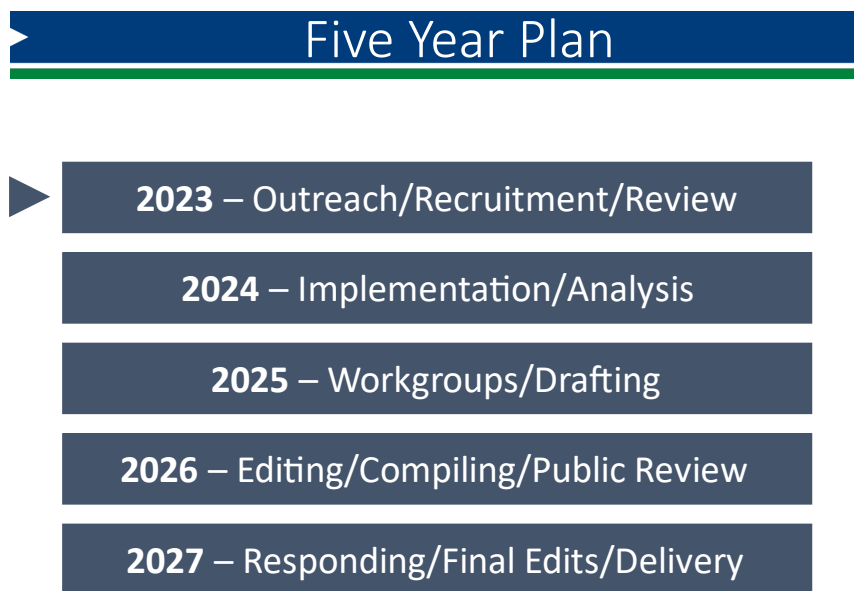 Five Year Plan
2023 – Outreach/Recruitment/Review
2024 – Implementation/Analysis
2025 – Workgroups/Drafting
2026 – Editing/Compiling/Public Review
2027 – Responding/Final Edits/Delivery